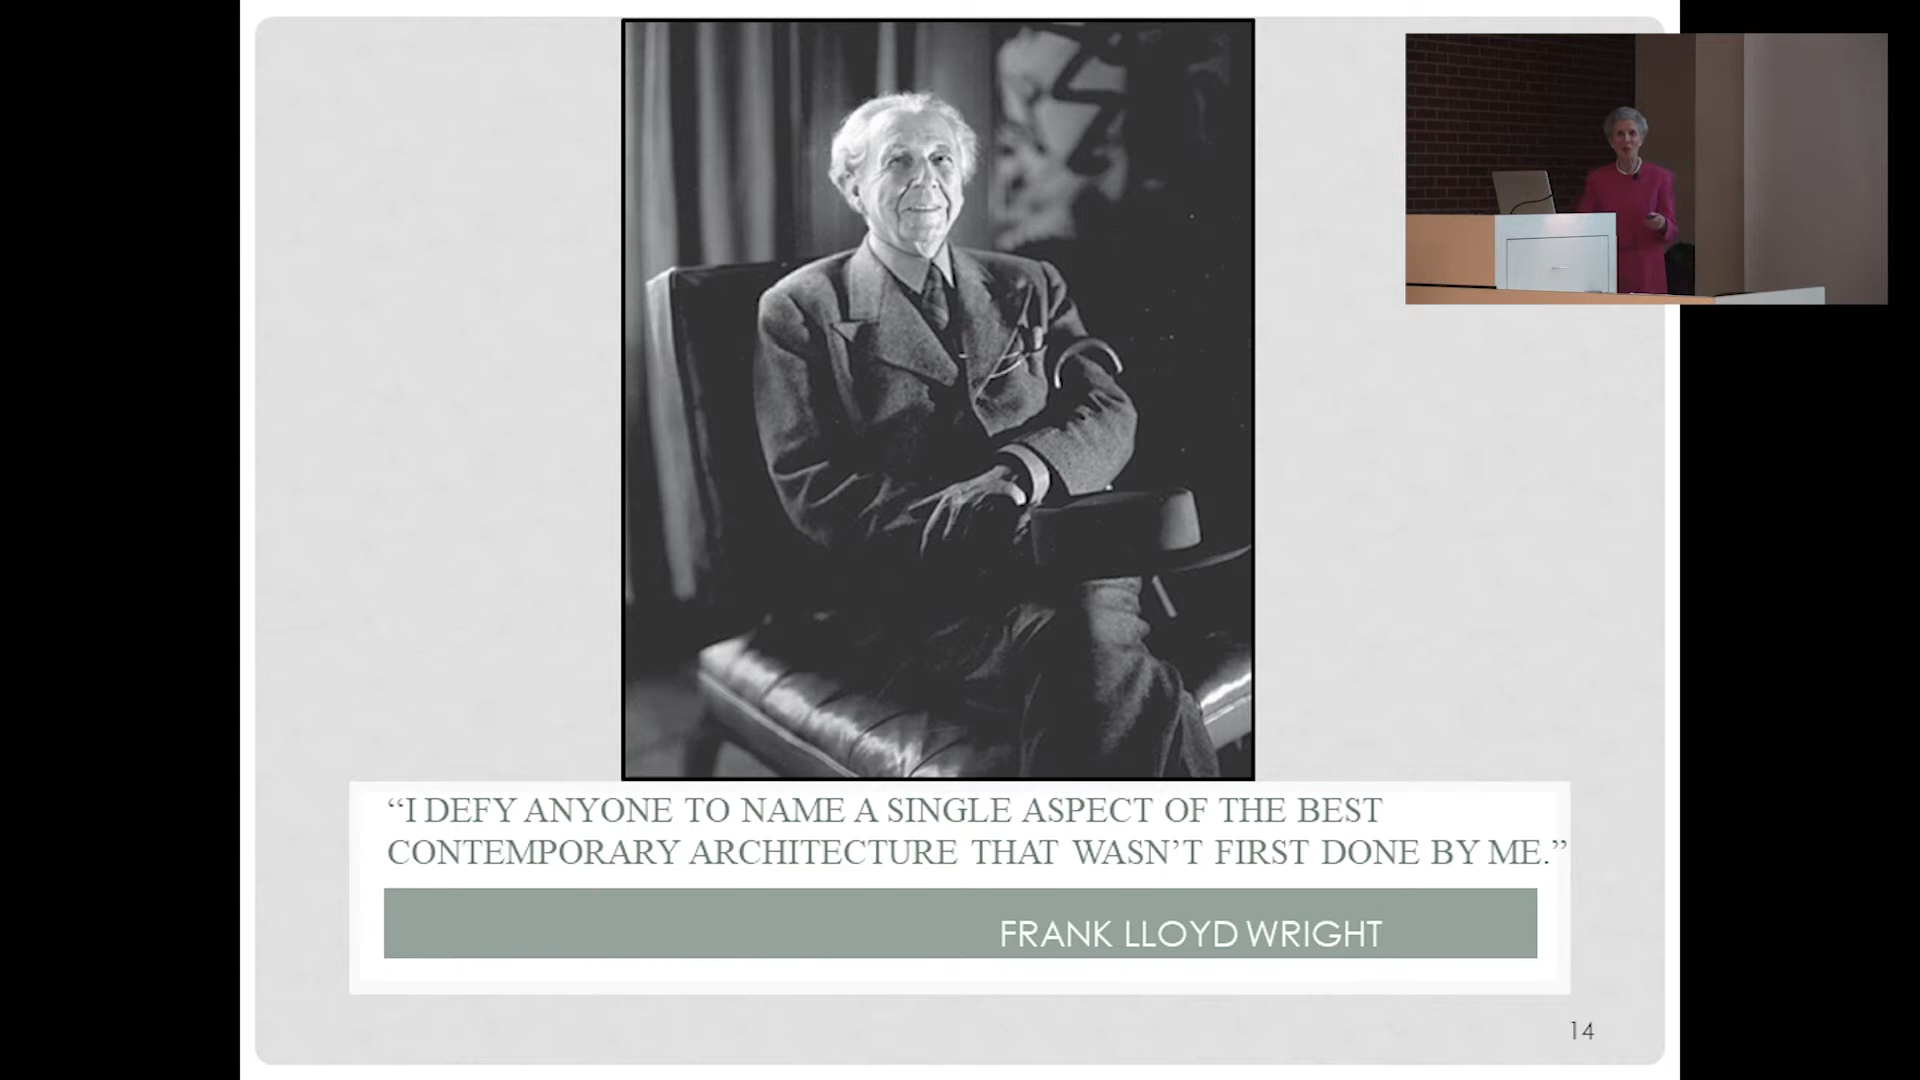 “I DEFY ANYONE TO NAME A SINGLE ASPECT OF THE BEST
CONTEMPORARY ARCHITECTURE THAT WASN’T FIRST DONE BY ME.”
FRANK LLOYD WRIGHT
14